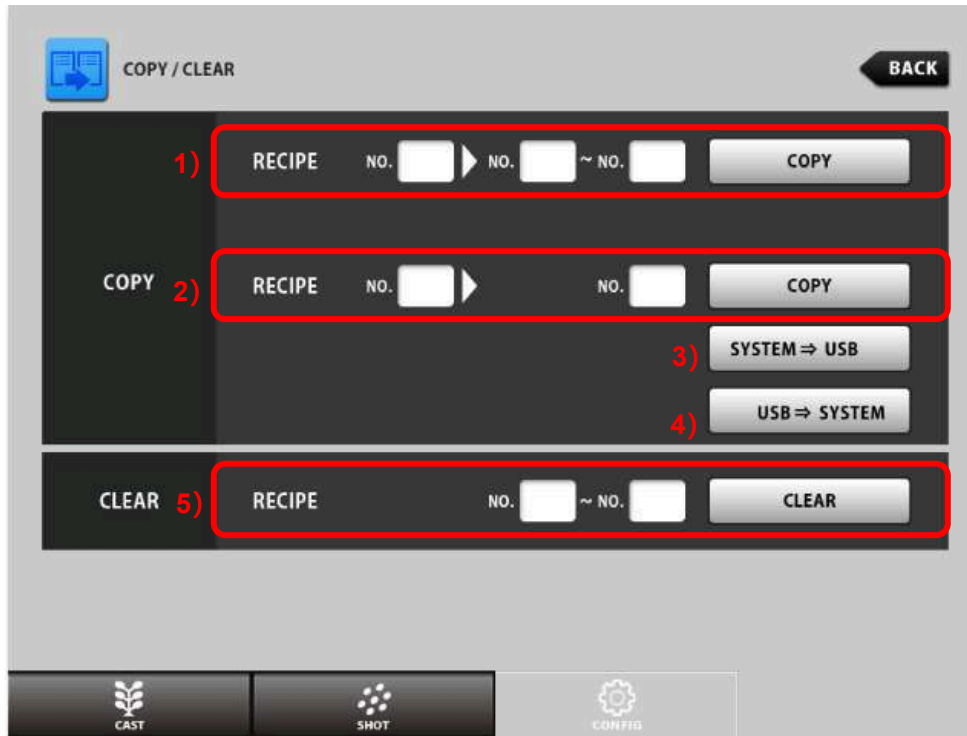 COPY / CLEAR
BACK
1) RECIPE NO. NO. ~ NO. COPY
COPY
2) RECIPE NO. NO. COPY
3) SYSTEM ⇒ USB
4) USB ⇒ SYSTEM
CLEAR 5) RECIPE NO. ~ NO. CLEAR
CAST SHOT CONFIG